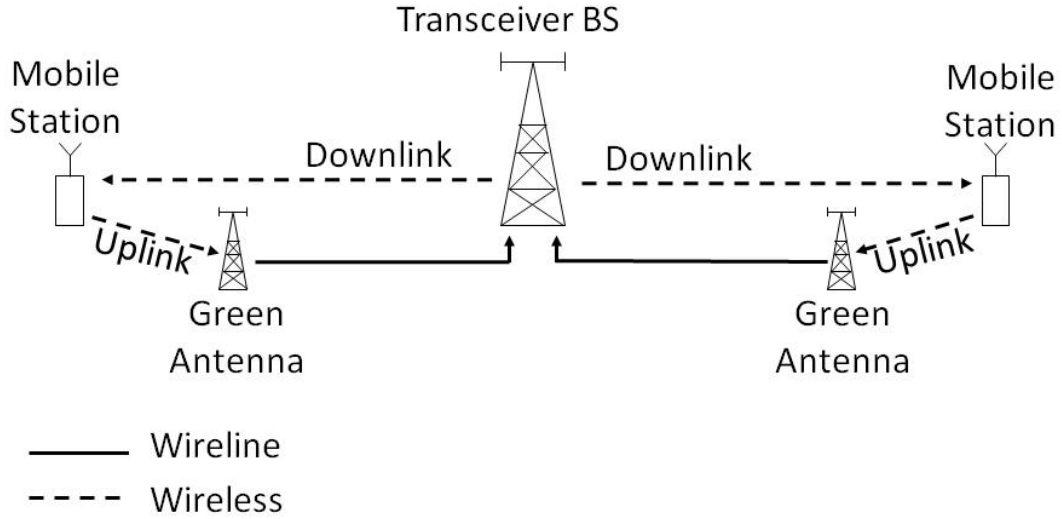 Transceiver BS
Mobile
Station
Mobile
Station
Downlink
Downlink
Uplink
Uplink
Green
Antenna
Green
Antenna
Wireline
Wireless